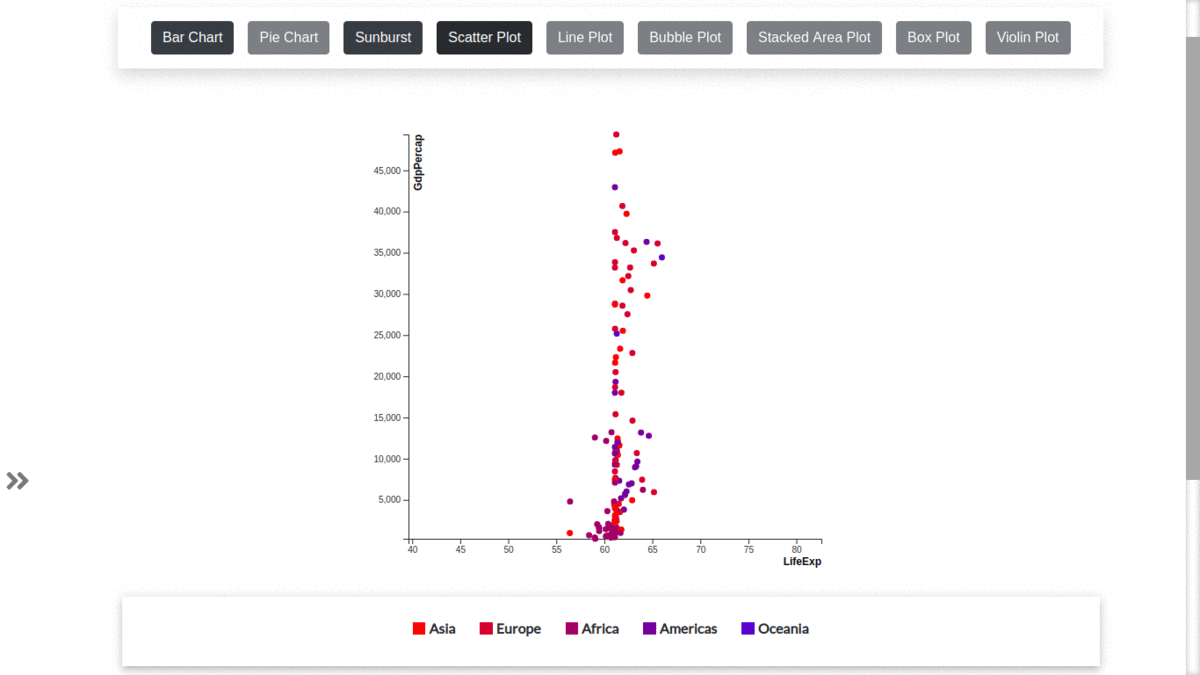 Bar Chart Pie Chart Sunburst Scatter Plot Line Plot Bubble Plot Stacked Area Plot Box Plot Violin Plot
GdpPercap
45,000
40,000
35,000
30,000
25,000
20,000
15,000
10,000
5,000
40 45 50 55 60 65 70 75 80
LifeExp
Asia Europe Africa Americas Oceania